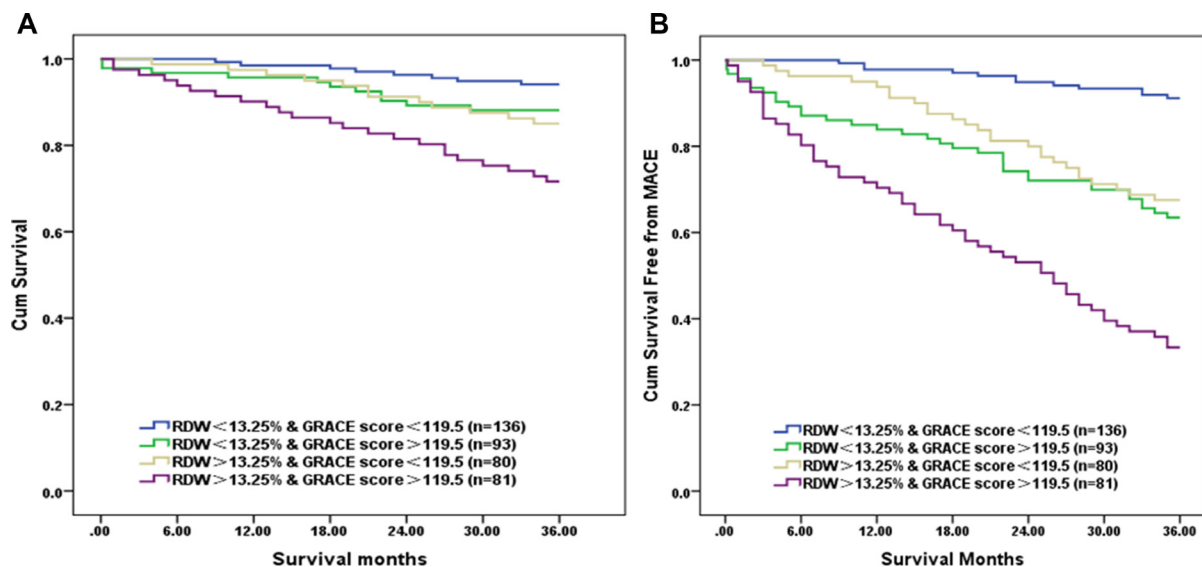 A
Cum Survival
1.0
0.8
0.6
0.4
0.2
0.0
RDW<13.25% & GRACE score<119.5 (n=136)
RDW<13.25% & GRACE score>119.5 (n=93)
RDW>13.25% & GRACE score<119.5 (n=80)
RDW>13.25% & GRACE score>119.5 (n=81)
.00 6.00 12.00 18.00 24.00 30.00 36.00
Survival months
B
Cum Survival Free from MACE
1.0
0.8
0.6
0.4
0.2
0.0
RDW<13.25% & GRACE score<119.5 (n=136)
RDW<13.25% & GRACE score>119.5 (n=93)
RDW>13.25% & GRACE score<119.5 (n=80)
RDW>13.25% & GRACE score>119.5 (n=81)
.00 6.00 12.00 18.00 24.00 30.00 36.00
Survival Months